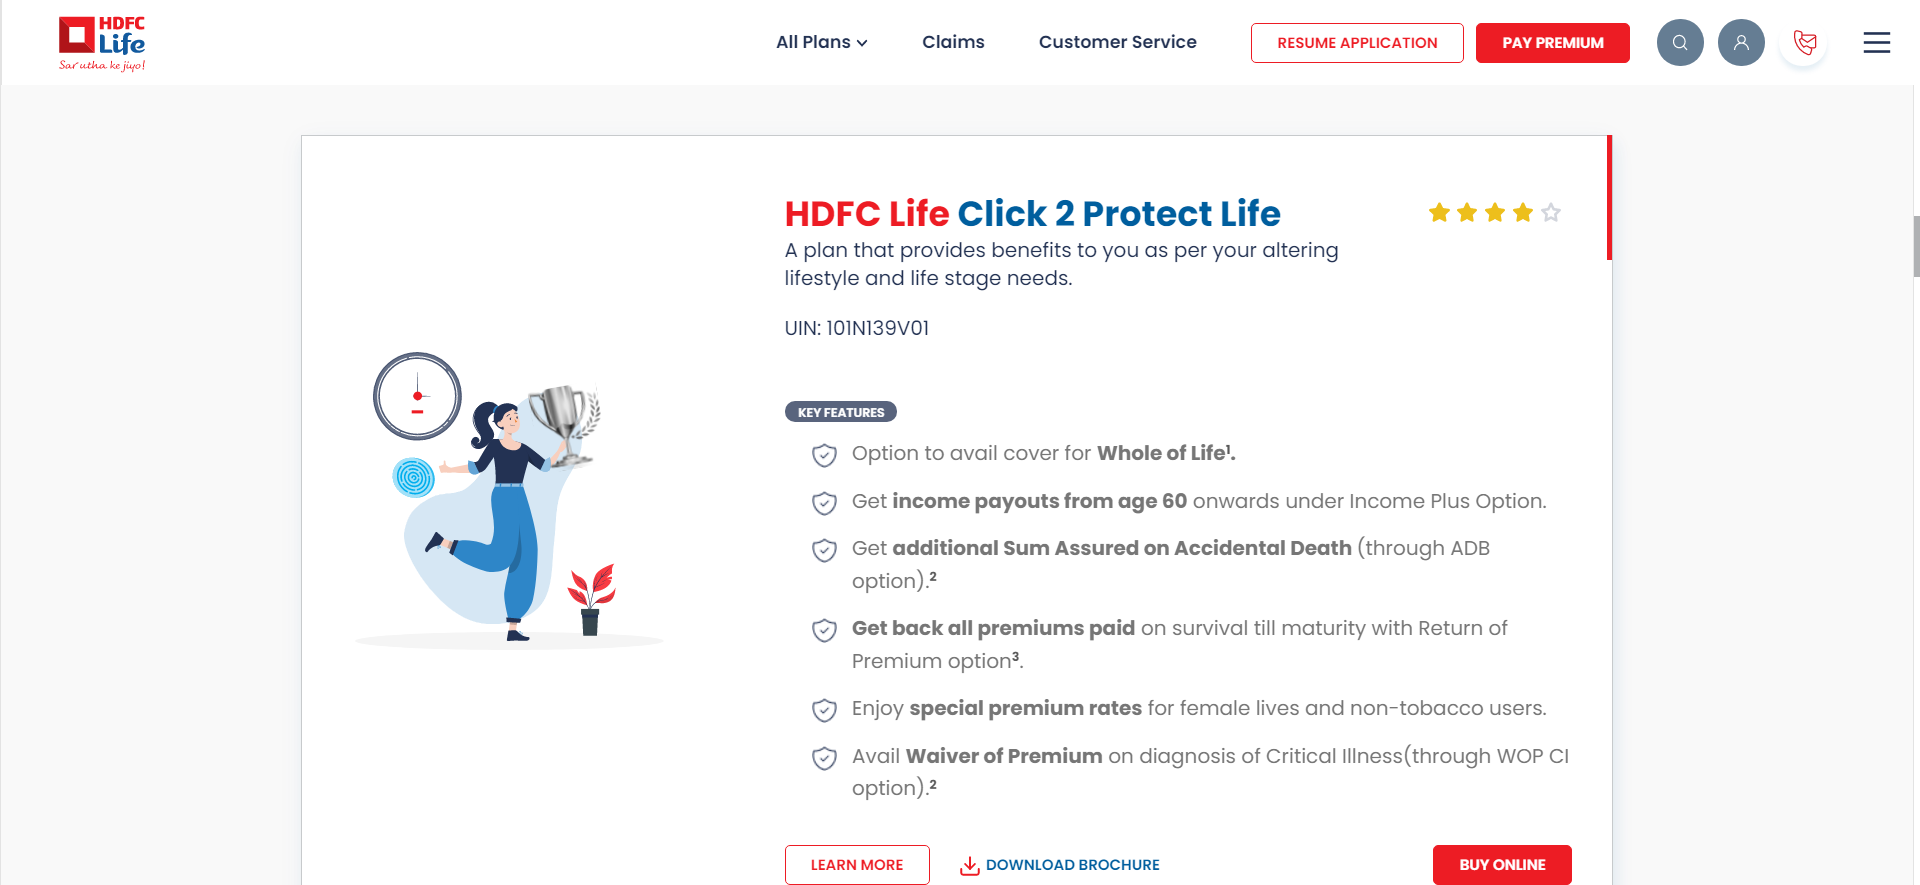 HDFC
Life
Sar utha ke jiyo!
All Plans
Claims
Customer Service
RESUME APPLICATION
PAY PREMIUM
HDFC Life Click 2 Protect Life
A plan that provides benefits to you as per your altering
lifestyle and life stage needs.
UIN: 101N139V01
KEY FEATURES
Option to avail cover for Whole of Life¹.
Get income payouts from age 60 onwards under Income Plus Option.
Get additional Sum Assured on Accidental Death (through ADB
option).²
Get back all premiums paid on survival till maturity with Return of
Premium option³.
Enjoy special premium rates for female lives and non-tobacco users.
Avail Waiver of Premium on diagnosis of Critical Illness(through WOP CI
option).²
LEARN MORE
DOWNLOAD BROCHURE
BUY ONLINE